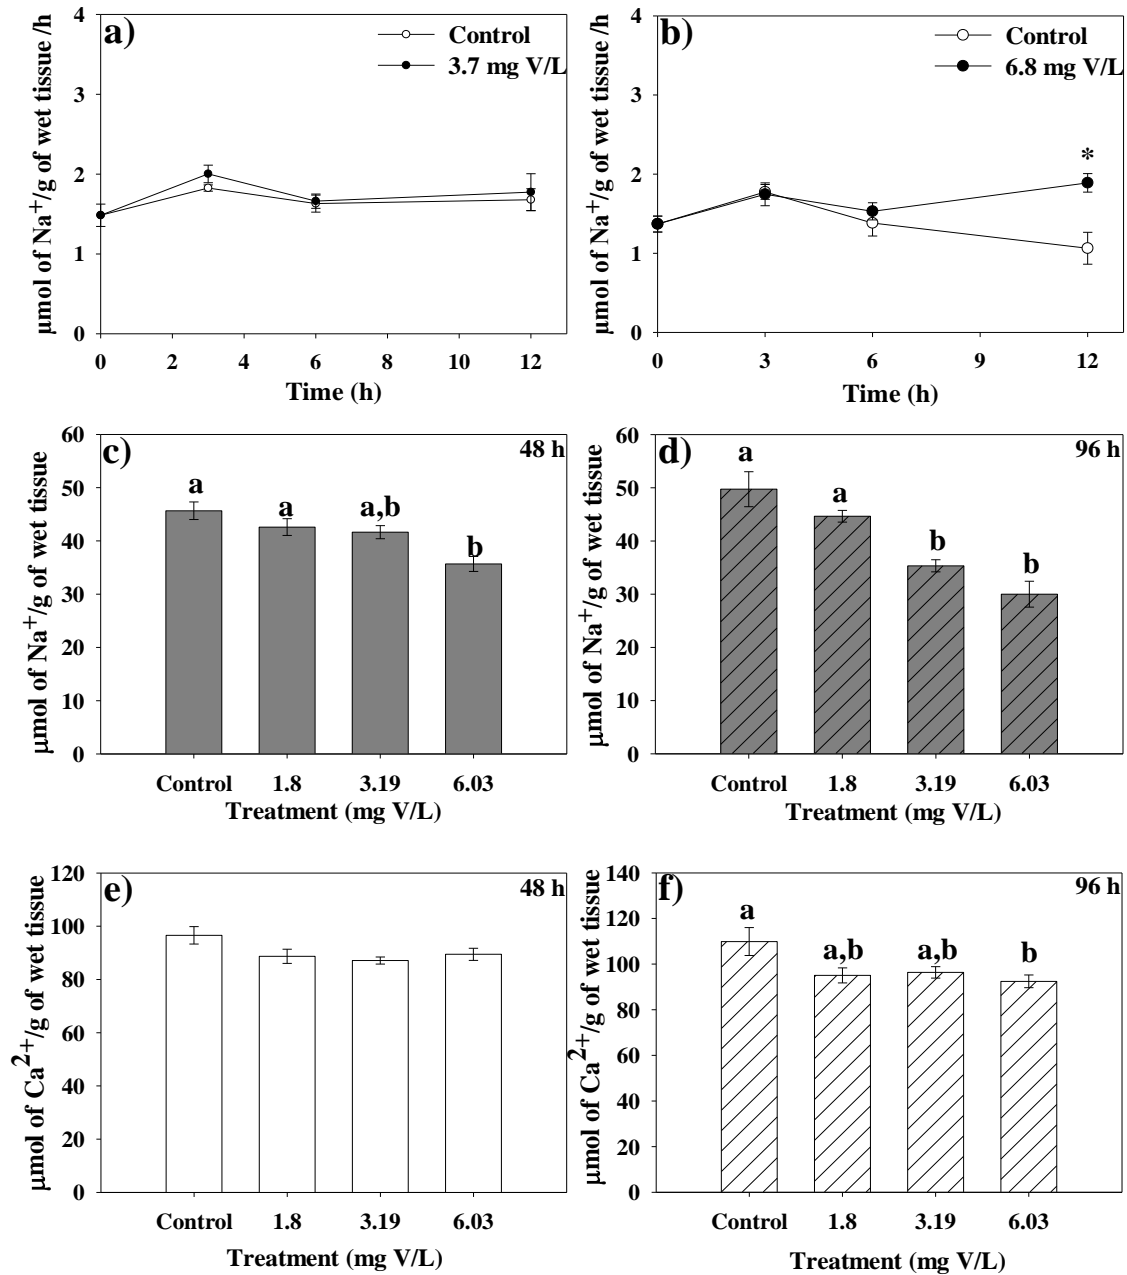 a)
Control
3.7 mg V/L
μmol of Na+/g of wet tissue /h
4
3
2
1
0
0 2 4 6 8 10 12
Time (h)
b)
Control
6.8 mg V/L
*
μmol of Na+/g of wet tissue /h
4
3
2
1
0
0 3 6 9 12
Time (h)
c)
48 h
μmol of Na+/g of wet tissue
60
50
40
30
20
10
0
a a a,b b
Control 1.8 3.19 6.03
Treatment (mg V/L)
d)
96 h
μmol of Na+/g of wet tissue
60
50
40
30
20
10
0
a a b b
Control 1.8 3.19 6.03
Treatment (mg V/L)
e)
48 h
μmol of Ca2+/g of wet tissue
120
100
80
60
40
20
0
Control 1.8 3.19 6.03
Treatment (mg V/L)
f)
96 h
μmol of Ca2+/g of wet tissue
140
120
100
80
60
40
20
0
a a,b a,b b
Control 1.8 3.19 6.03
Treatment (mg V/L)